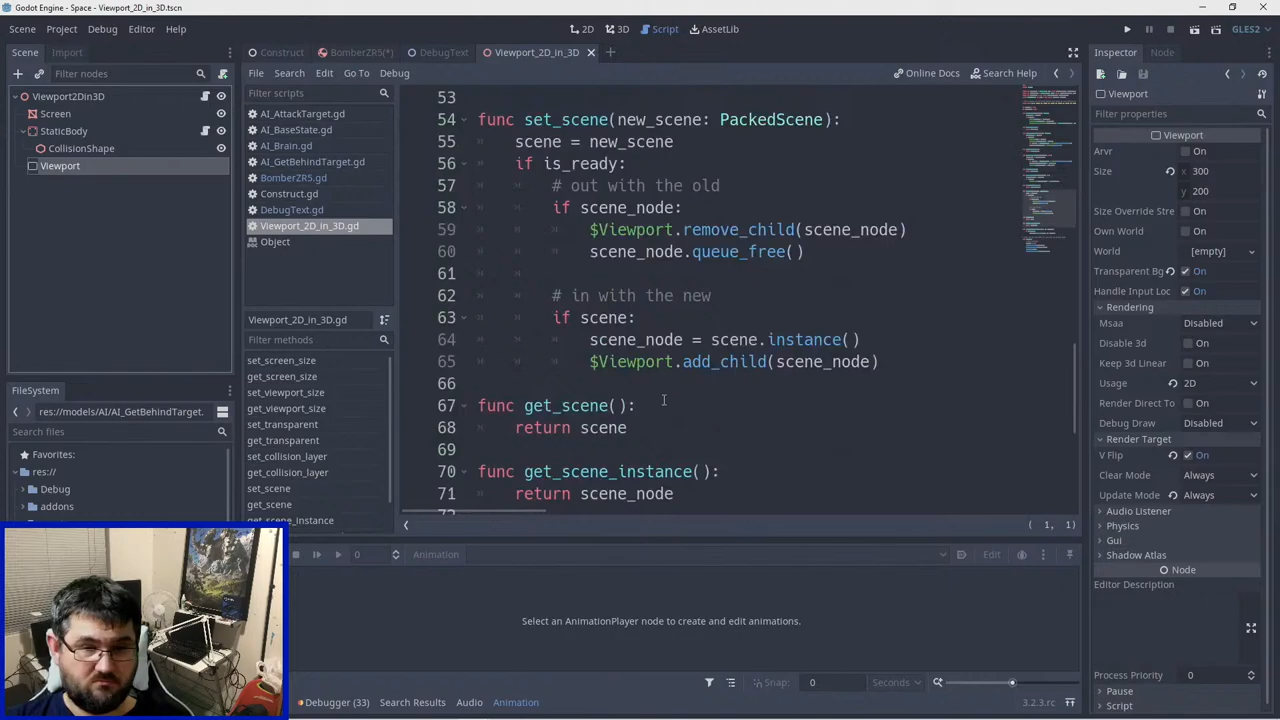 Godot Engine - Space - Viewport_2D_in_3D.tscn
Scene Project Debug Editor Help
2D 3D Script AssetLib
GLES2
Scene Import
Filter nodes
Viewport2Din3D
Screen
StaticBody
CollisionShape
Viewport
FileSystem
res://models/AI/AI_GetBehindTarget.
Search files
Favorites:
res://
Debug
addons
Construct BomberZR5(*) DebugText Viewport_2D_in_3D
File Search Edit Go To Debug
Online Docs Search Help
Filter scripts
AI_AttackTarget.gd
AI_BaseState.gd
AI_Brain.gd
AI_GetBehindTarget.gd
BomberZR5.gd
Construct.gd
DebugText.gd
Viewport_2D_in_3D.gd
Object
Viewport_2D_in_3D.gd
Filter methods
set_screen_size
get_screen_size
set_viewport_size
get_viewport_size
set_transparent
get_transparent
set_collision_layer
get_collision_layer
set_scene
get_scene
get_scene_instance
53
54 func set_scene(new_scene: PackedScene):
55 scene = new_scene
56 if is_ready:
57 # out with the old
58 if scene_node:
59 $Viewport.remove_child(scene_node)
60 scene_node.queue_free()
61
62 # in with the new
63 if scene:
64 scene_node = scene.instance()
65 $Viewport.add_child(scene_node)
66
67 func get_scene():
68 return scene
69
70 func get_scene_instance():
71 return scene_node
( 1, 1)
0 Animation Edit
Select an AnimationPlayer node to create and edit animations.
Snap: 0 Seconds
Debugger (33) Search Results Audio Animation 3.2.3.rc
Inspector Node
Viewport
Filter properties
Viewport
Arvr On
Size x 300
y 200
Size Override Stre On
Own World On
World [empty]
Transparent Bg On
Handle Input Loc On
Rendering
Msaa Disabled
Disable 3d On
Keep 3d Linear On
Usage 2D
Render Direct To On
Debug Draw Disabled
Render Target
V Flip On
Clear Mode Always
Update Mode Always
Audio Listener
Physics
Gui
Shadow Atlas
Node
Editor Description
Process Priority 0
Pause
Script